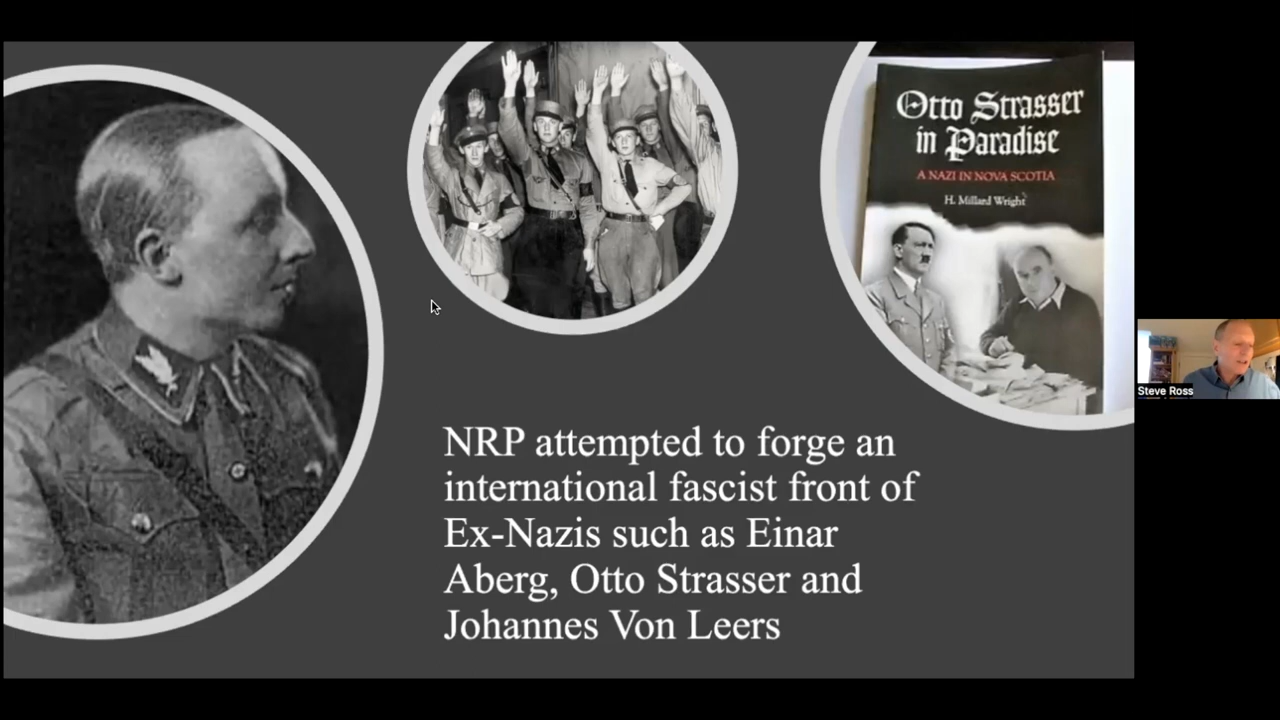 Otto Strasser
in Paradise
A NAZI IN NOVA SCOTIA
H. Millard Wright
Steve Ross
NRP attempted to forge an
international fascist front of
Ex-Nazis such as Einar
Aberg, Otto Strasser and
Johannes Von Leers